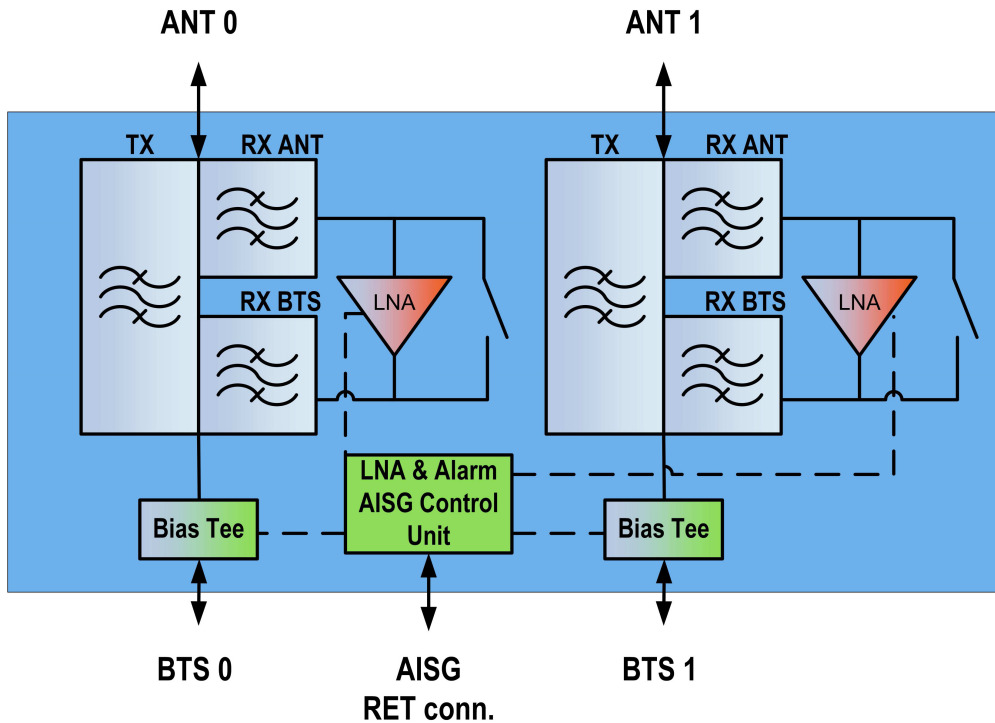 ANT 0
ANT 1
TX
RX ANT
TX
RX ANT
RX BTS
LNA
RX BTS
LNA
LNA & Alarm
AISG Control
Unit
Bias Tee
Bias Tee
BTS 0
AISG
RET conn.
BTS 1